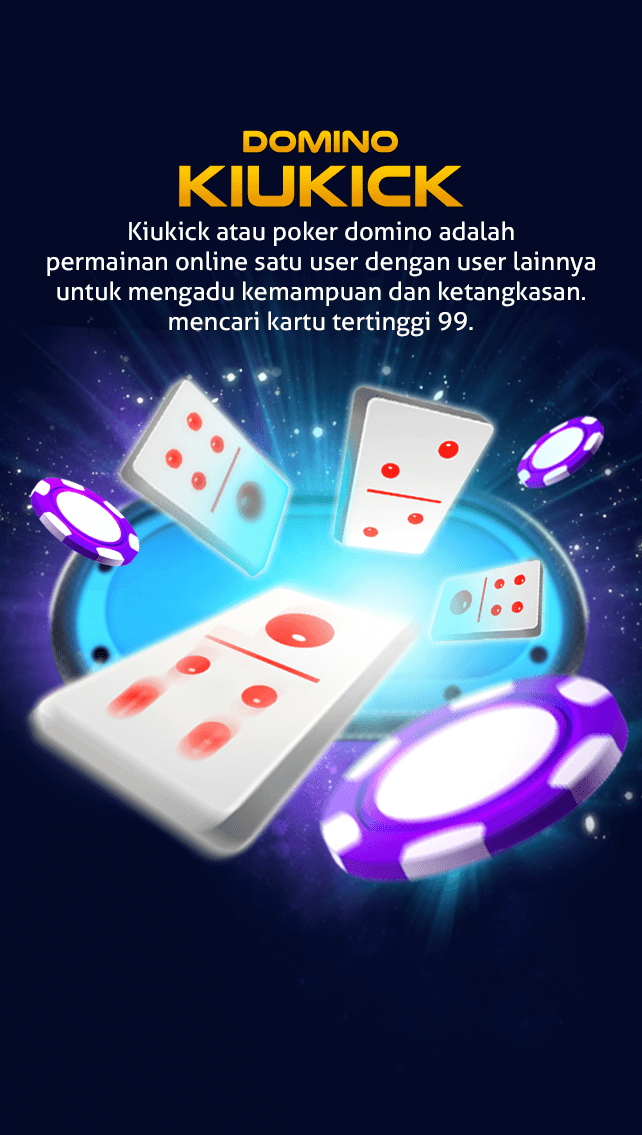 DOMINO
KIUKICK
Kiukick atau poker domino adalah
permainan online satu user dengan user lainnya
untuk mengadu kemampuan dan ketangkasan.
mencari kartu tertinggi 99.